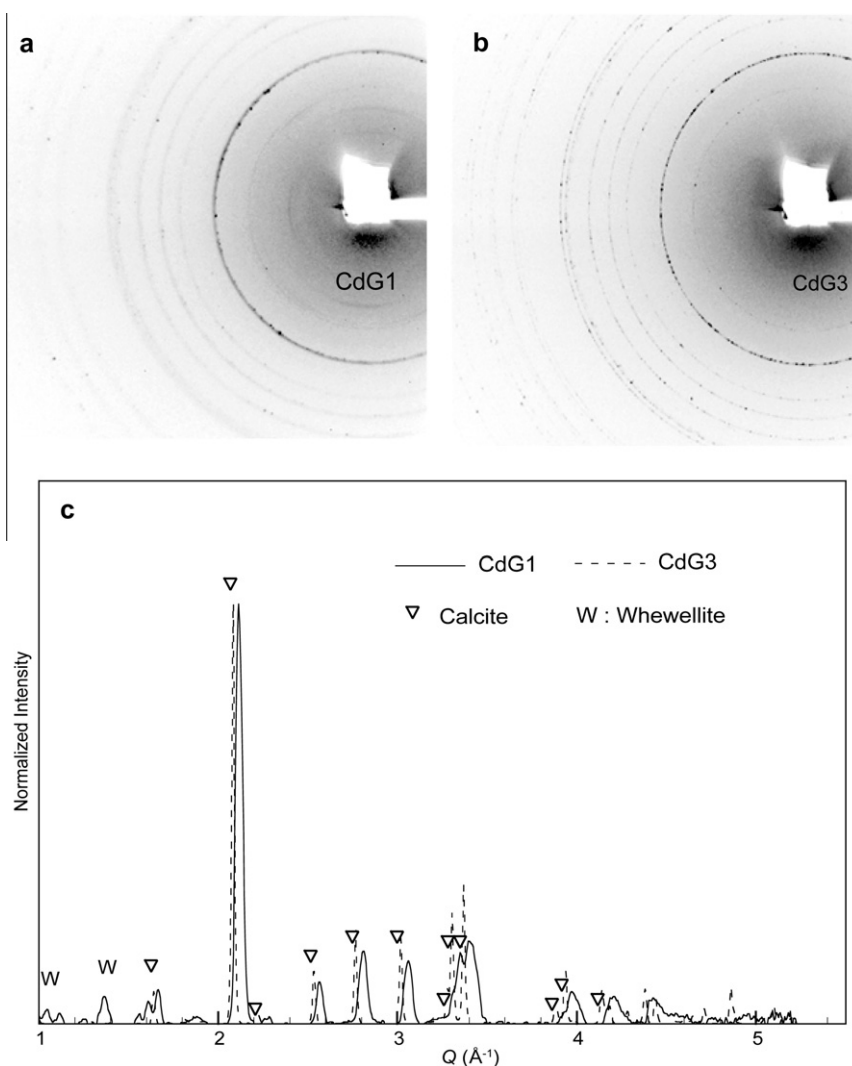 a
b
CdG1
CdG3
c
CdG1
CdG3
Calcite
W : Whewellite
Normalized Intensity
W
W
1
2
3
4
5
Q (Å⁻¹)